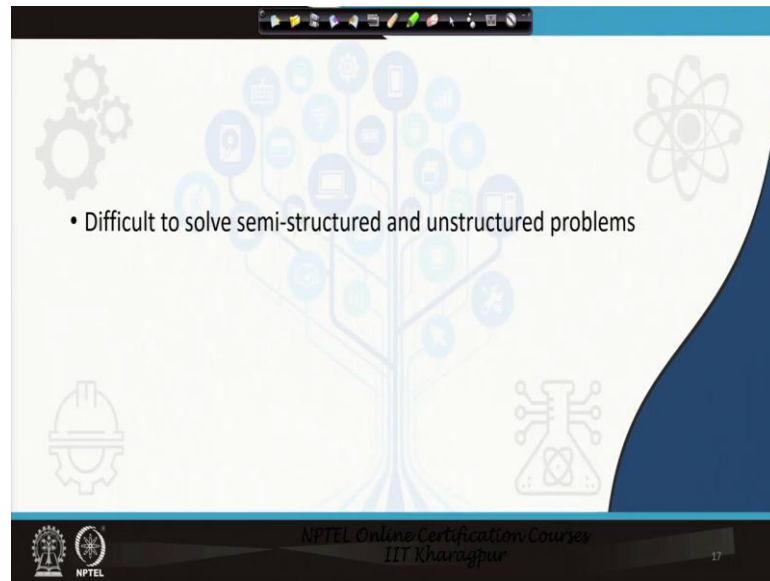 • Difficult to solve semi-structured and unstructured problems
NPTEL Online Certification Courses
IIT Kharagpur
NPTEL
17